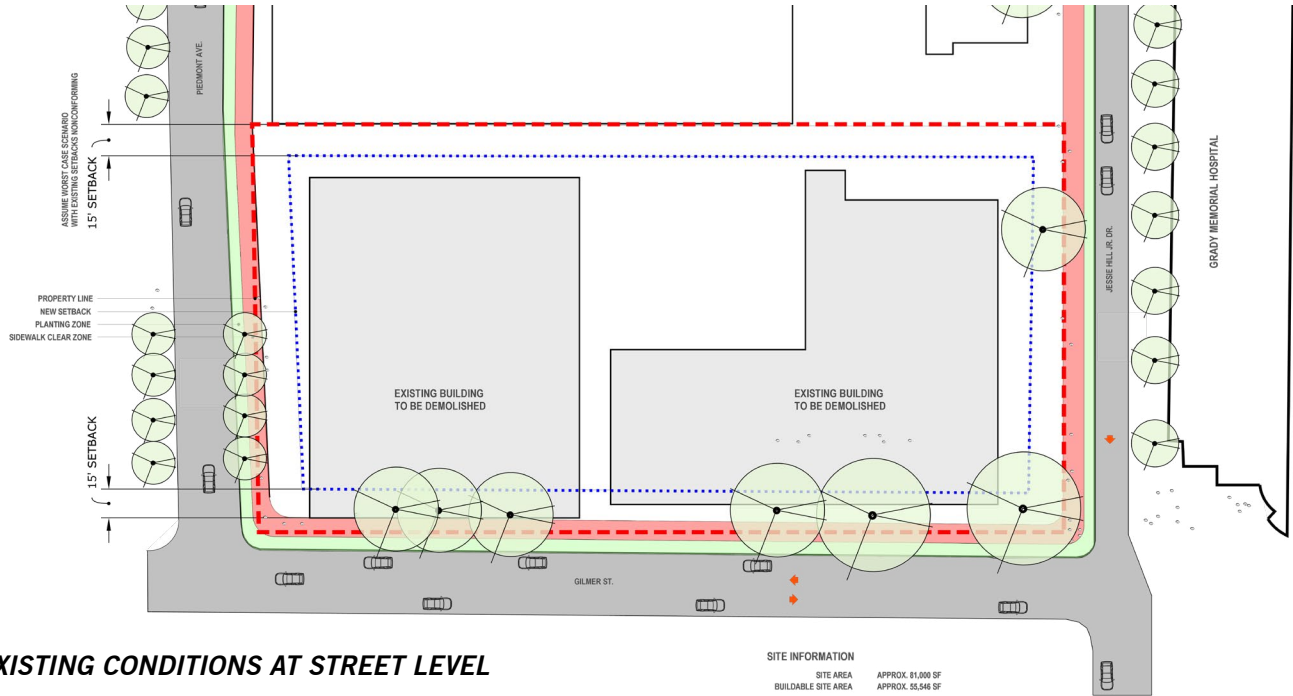 PIEDMONT AVE.
ASSUME WORST CASE SCENARIO
WITH EXISTING SETBACKS NONCONFORMING
15' SETBACK
GRADY MEMORIAL HOSPITAL
JESSIE HILL JR. DR.
PROPERTY LINE
NEW SETBACK
PLANTING ZONE
SIDEWALK CLEAR ZONE
EXISTING BUILDING
TO BE DEMOLISHED
EXISTING BUILDING
TO BE DEMOLISHED
15' SETBACK
GILMER ST.
XISTING CONDITIONS AT STREET LEVEL
SITE INFORMATION
SITE AREA APPROX. 81,000 SF
BUILDABLE SITE AREA APPROX. 55,546 SF